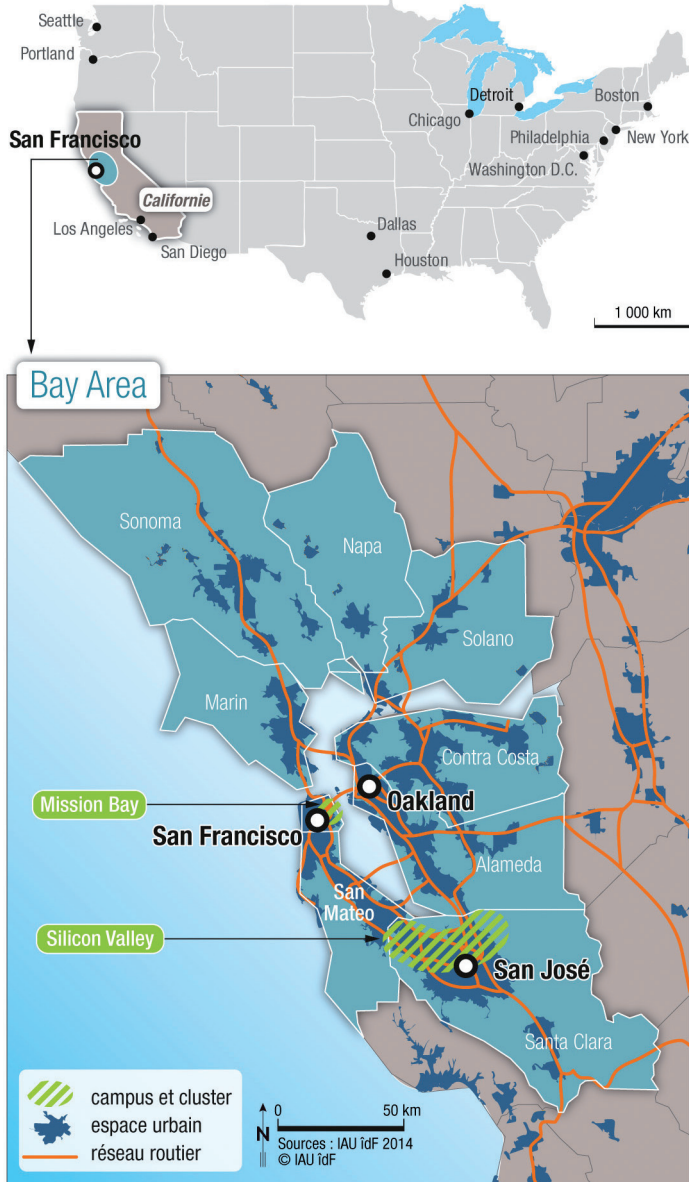 Seattle
Portland
San Francisco
Californie
Los Angeles
San Diego
Detroit
Chicago
Boston
Philadelphia
New York
Washington D.C.
Dallas
Houston
1 000 km
Bay Area
Sonoma
Napa
Solano
Marin
Contra Costa
Mission Bay
Oakland
San Francisco
Alameda
San
Mateo
Silicon Valley
San José
Santa Clara
campus et cluster
espace urbain
réseau routier
N
0 50 km
Sources : IAU îdF 2014
© IAU îdF